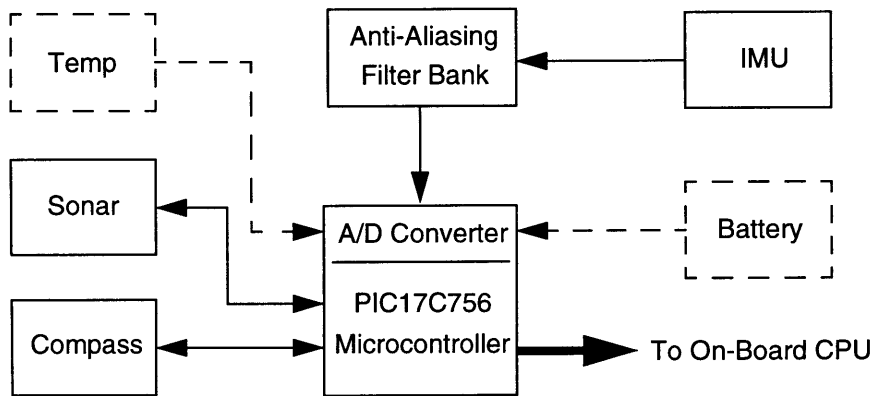 Temp
Anti-Aliasing
Filter Bank
IMU
Sonar
A/D Converter
Battery
PIC17C756
Microcontroller
Compass
To On-Board CPU